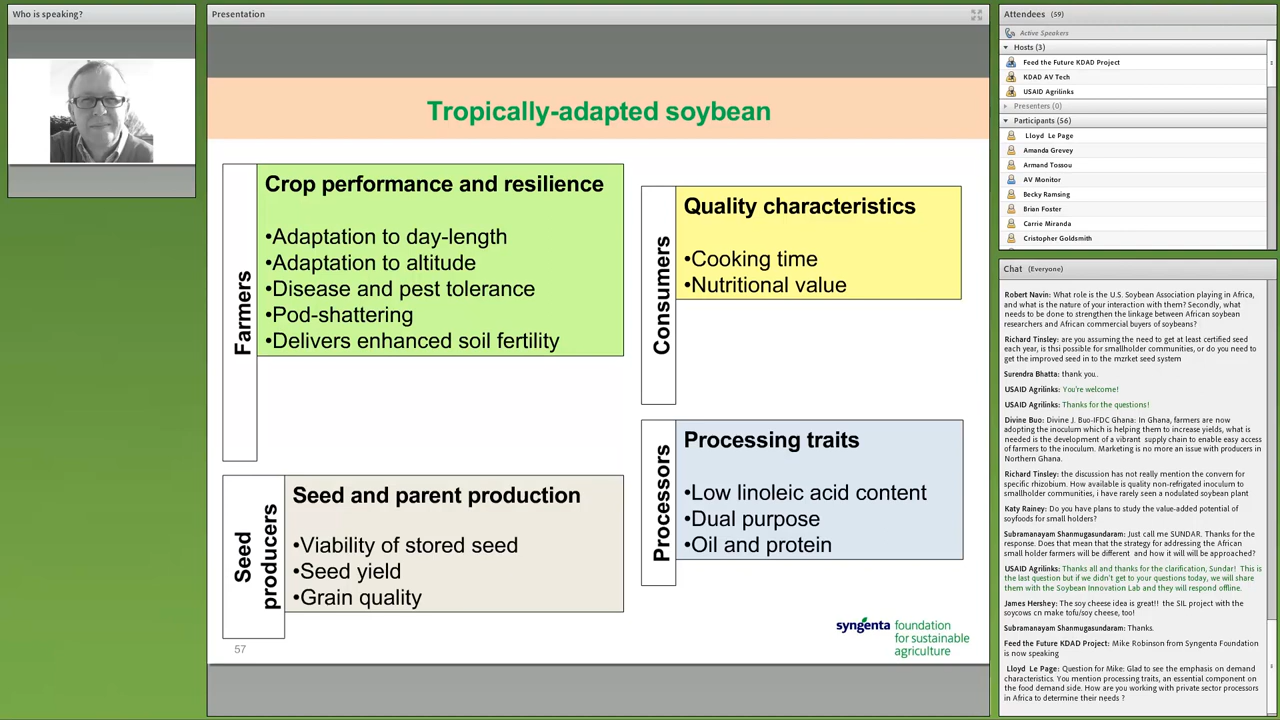 Who is speaking?
Presentation
Tropically-adapted soybean
Farmers
Crop performance and resilience
•Adaptation to day-length
•Adaptation to altitude
•Disease and pest tolerance
•Pod-shattering
•Delivers enhanced soil fertility
Consumers
Quality characteristics
•Cooking time
•Nutritional value
Seed
producers
Seed and parent production
•Viability of stored seed
•Seed yield
•Grain quality
Processors
Processing traits
•Low linoleic acid content
•Dual purpose
•Oil and protein
57
syngenta foundation
for sustainable
agriculture
Attendees (59)
Active Speakers
Hosts (3)
Feed the Future KDAD Project
KDAD AV Tech
USAID Agrilinks
Presenters (0)
Participants (56)
Lloyd Le Page
Amanda Grevey
Armand Tossou
AV Monitor
Becky Ramsing
Brian Foster
Carrie Miranda
Cristopher Goldsmith
Chat (Everyone)
Robert Navin: What role is the U.S. Soybean Association playing in Africa,
and what is the nature of your interaction with them? Secondly, what
needs to be done to strengthen the linkage between African soybean
researchers and African commercial buyers of soybeans?
Richard Tinsley: are you assuming the need to get at least certified seed
each year, is thsi possible for smallholder communities, or do you need to
get the improved seed in to the mzrket seed system
Surendra Bhatta: thank you..
USAID Agrilinks: You're welcome!
USAID Agrilinks: Thanks for the questions!
Divine Buo: Divine J. Buo-IFDC Ghana: In Ghana, farmers are now
adopting the inoculum which is helping them to increase yields, what is
needed is the development of a vibrant supply chain to enable easy access
of farmers to the inoculum. Marketing is no more an issue with producers in
Northern Ghana.
Richard Tinsley: the discussion has not really mention the convern for
specific rhizobium. How available is quality non-refrigated inoculum to
smallholder communities, i have rarely seen a nodulated soybean plant
Katy Rainey: Do you have plans to study the value-added potential of
soyfoods for small holders?
Subramanayam Shanmugasundaram: Just call me SUNDAR. Thanks for the
response. Does that mean that the strategy for addressing the African
small holder farmers will be different and how it will will be approached?
USAID Agrilinks: Thanks all and thanks for the clarification, Sundar! This is
the last question but if we didn't get to your questions today, we will share
them with the Soybean Innovation Lab and they will respond offline.
James Hershey: The soy cheese idea is great!! the SIL project with the
soycows cn make tofu/soy cheese, too!
Subramanayam Shanmugasundaram: Thanks.
Feed the Future KDAD Project: Mike Robinson from Syngenta Foundation
is now speaking
Lloyd Le Page: Question for Mike: Glad to see the emphasis on demand
characteristics. You mention processing traits, an essential component on
the food demand side. How are you working with private sector processors
in Africa to determine their needs ?